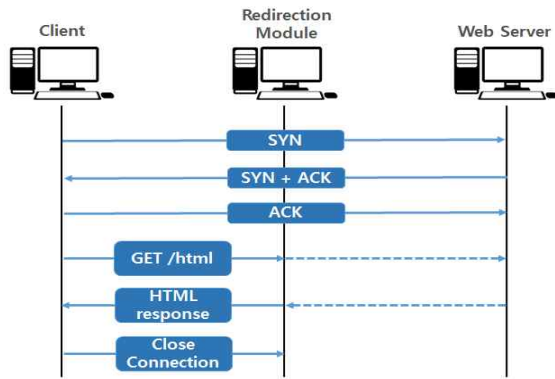 Client
Redirection
Module
Web Server
SYN
SYN + ACK
ACK
GET /html
HTML
response
Close
Connection